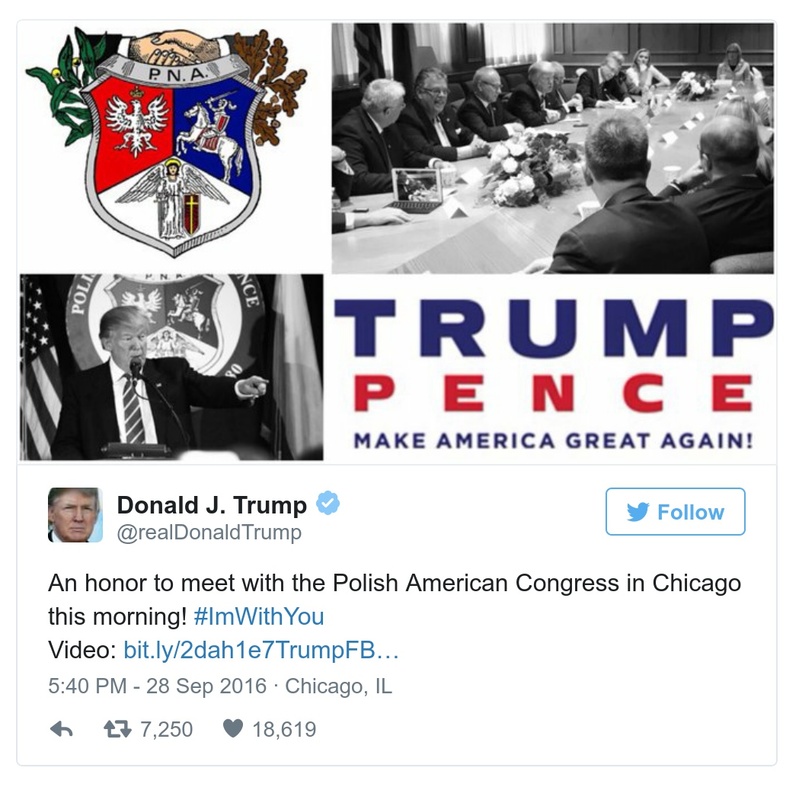 P.N.A.
P.N.A.
TRUMP
PENCE
MAKE AMERICA GREAT AGAIN!
Donald J. Trump
@realDonaldTrump
Follow
An honor to meet with the Polish American Congress in Chicago
this morning! #ImWithYou
Video: bit.ly/2dah1e7TrumpFB…
5:40 PM - 28 Sep 2016 · Chicago, IL
7,250
18,619